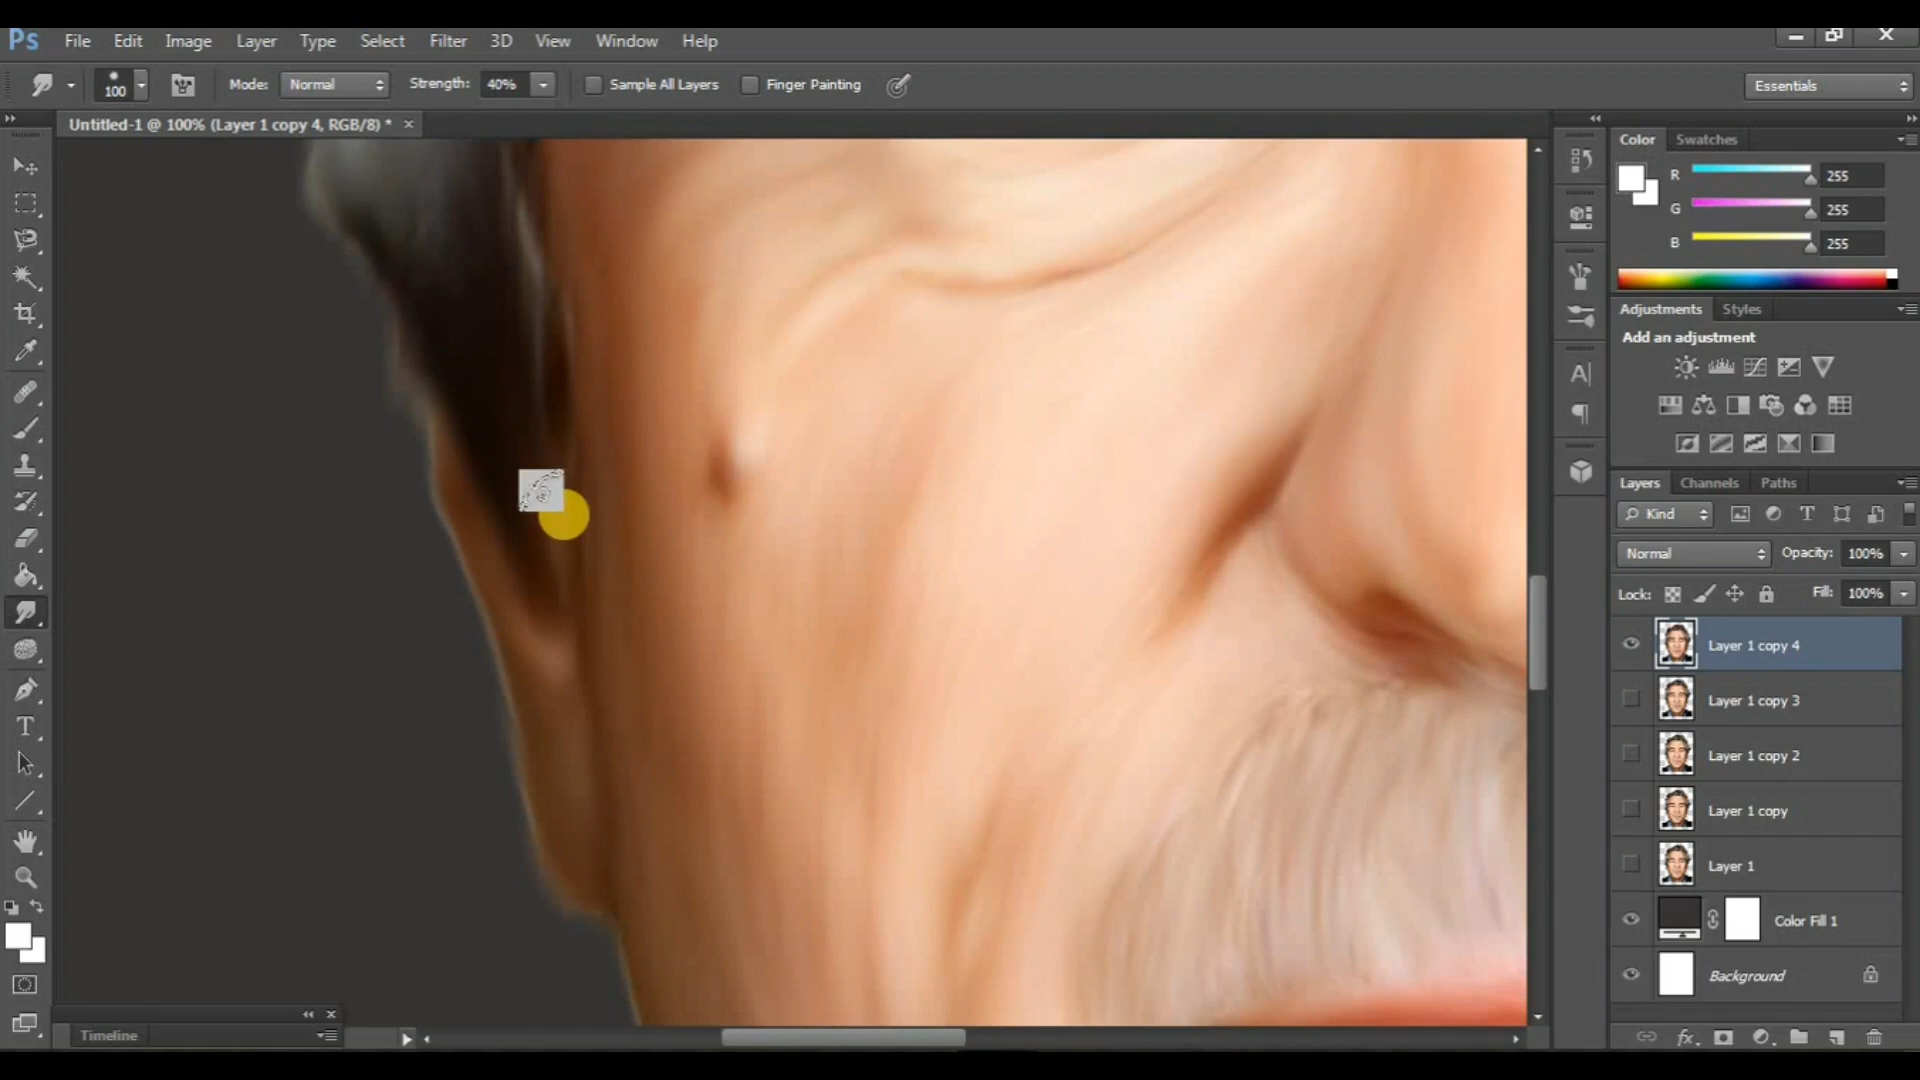 Ps File Edit Image Layer Type Select Filter 3D View Window Help
100 Mode: Normal Strength: 40% Sample All Layers Finger Painting Essentials
Untitled-1 @ 100% (Layer 1 copy 4, RGB/8) * ×
Color Swatches
R 255
G 255
B 255
Adjustments Styles
Add an adjustment
Layers Channels Paths
Kind
Normal Opacity: 100%
Lock: Fill: 100%
Layer 1 copy 4
Layer 1 copy 3
Layer 1 copy 2
Layer 1 copy
Layer 1
Color Fill 1
Background
Timeline